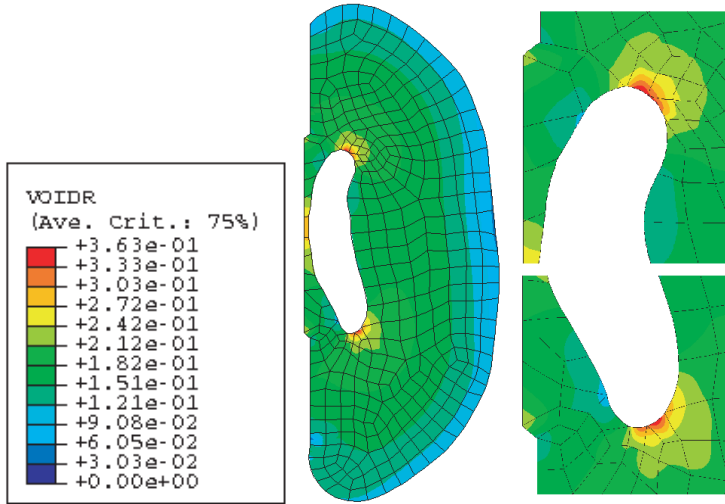 VOIDR
(Ave. Crit.: 75%)
+3.63e-01
+3.33e-01
+3.03e-01
+2.72e-01
+2.42e-01
+2.12e-01
+1.82e-01
+1.51e-01
+1.21e-01
+9.08e-02
+6.05e-02
+3.03e-02
+0.00e+00